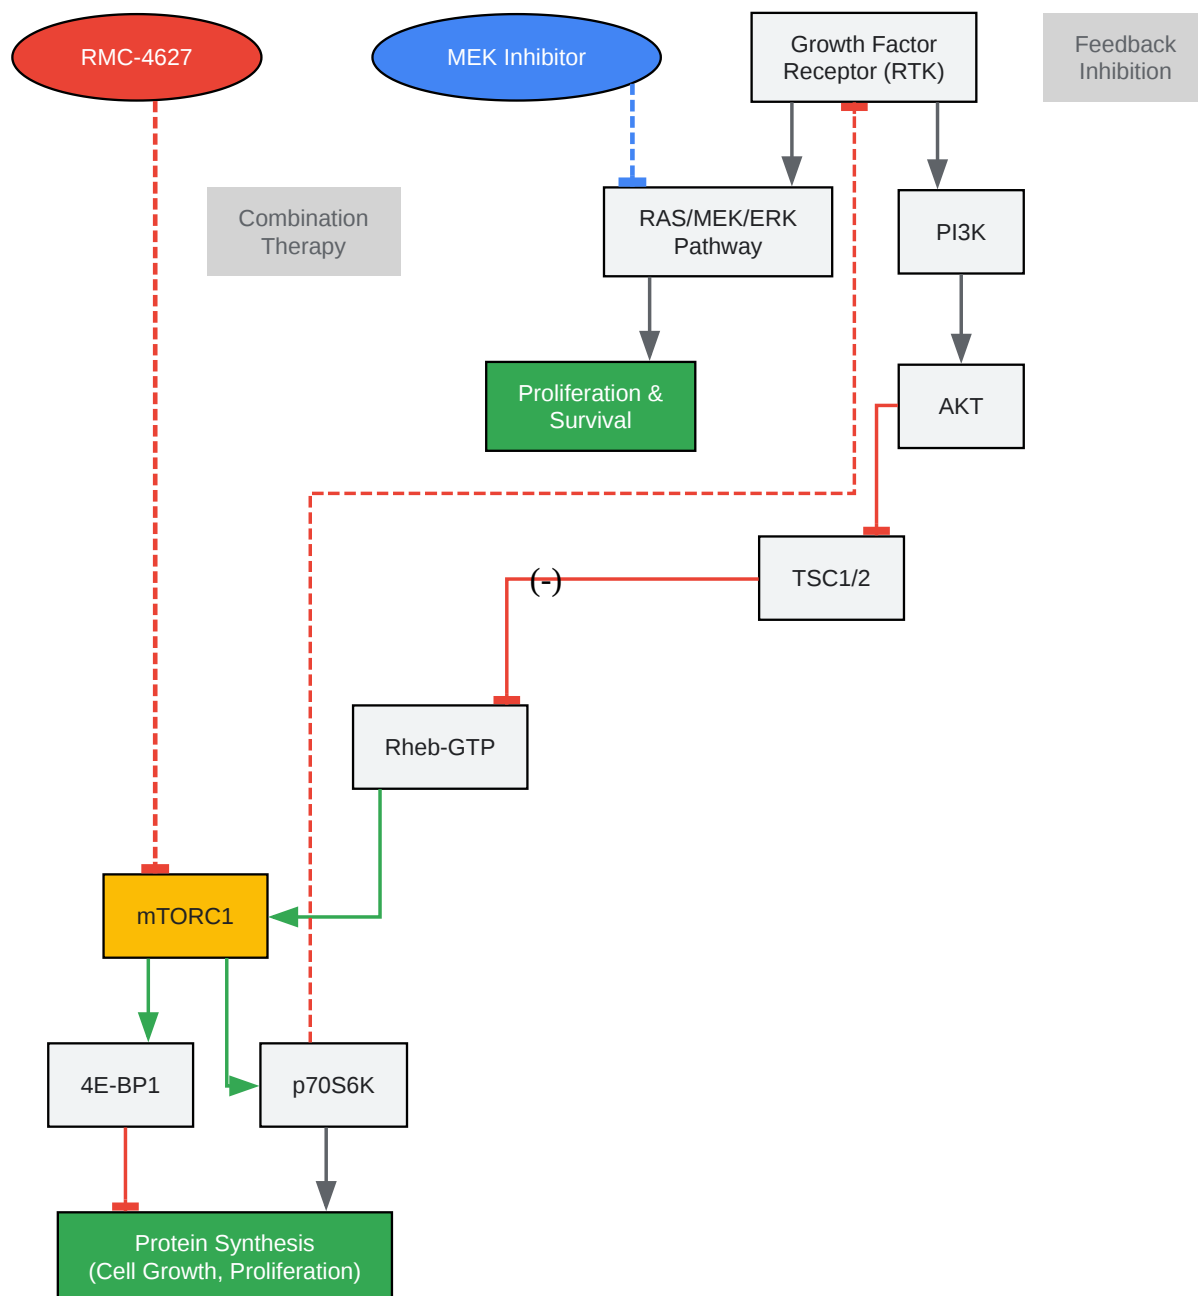 RMC-4627
MEK Inhibitor
Growth Factor
Receptor (RTK)
Feedback
Inhibition
Combination
Therapy
RAS/MEK/ERK
Pathway
PI3K
Proliferation &
Survival
AKT
TSC1/2
(-)
Rheb-GTP
mTORC1
4E-BP1
p70S6K
Protein Synthesis
(Cell Growth, Proliferation)